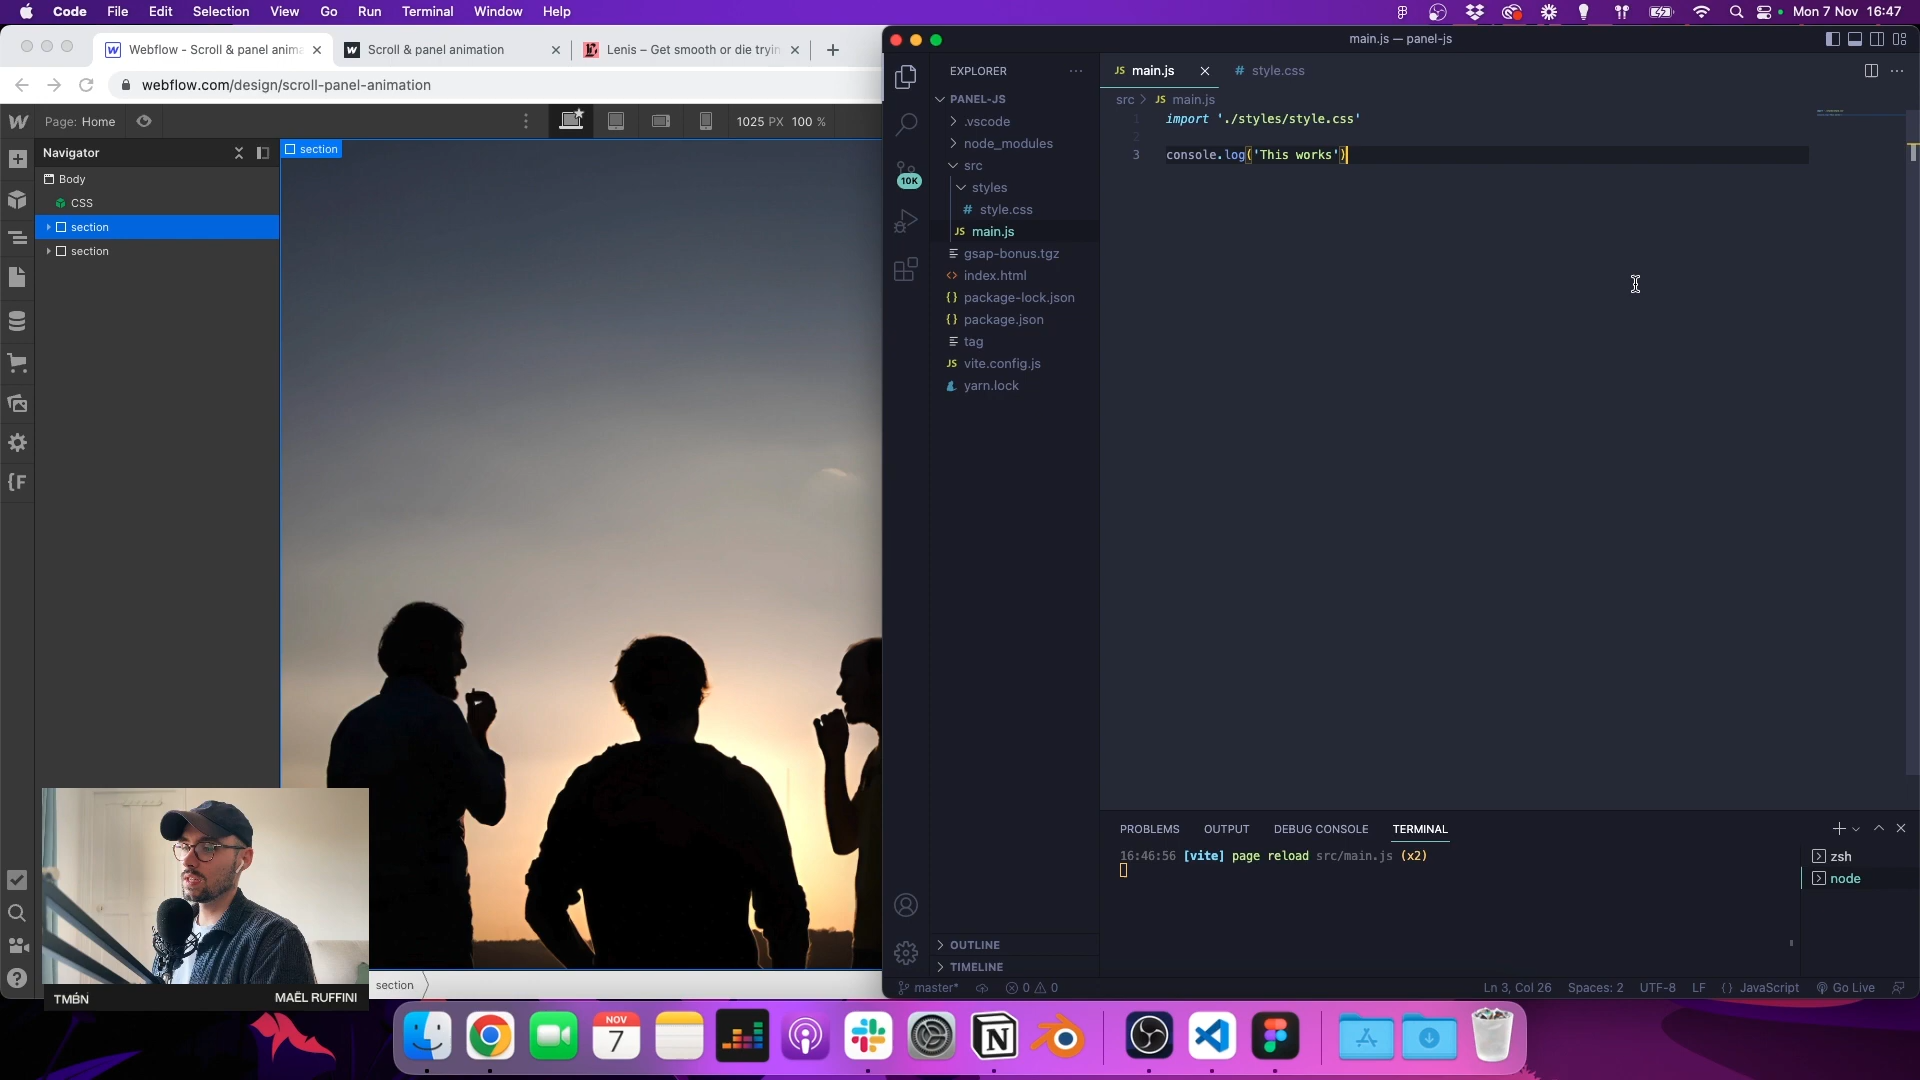 Code File Edit Selection View Go Run Terminal Window Help
Mon 7 Nov 16:47
Webflow - Scroll & panel anima
Scroll & panel animation
Lenis – Get smooth or die tryin
webflow.com/design/scroll-panel-animation
Page: Home
1025 PX 100 %
Navigator
Body
CSS
section
section
section
section
TMBN
MAËL RUFFINI
main.js — panel-js
EXPLORER
PANEL-JS
.vscode
node_modules
src
styles
# style.css
JS main.js
gsap-bonus.tgz
<> index.html
{} package-lock.json
{} package.json
tag
JS vite.config.js
yarn.lock
10K
OUTLINE
TIMELINE
JS main.js
# style.css
src > JS main.js
1 import './styles/style.css'
2
3 console.log('This works')
PROBLEMS OUTPUT DEBUG CONSOLE TERMINAL
16:46:56 [vite] page reload src/main.js (x2)
zsh
node
master* 0 0
Ln 3, Col 26 Spaces: 2 UTF-8 LF {} JavaScript Go Live
NOV
7